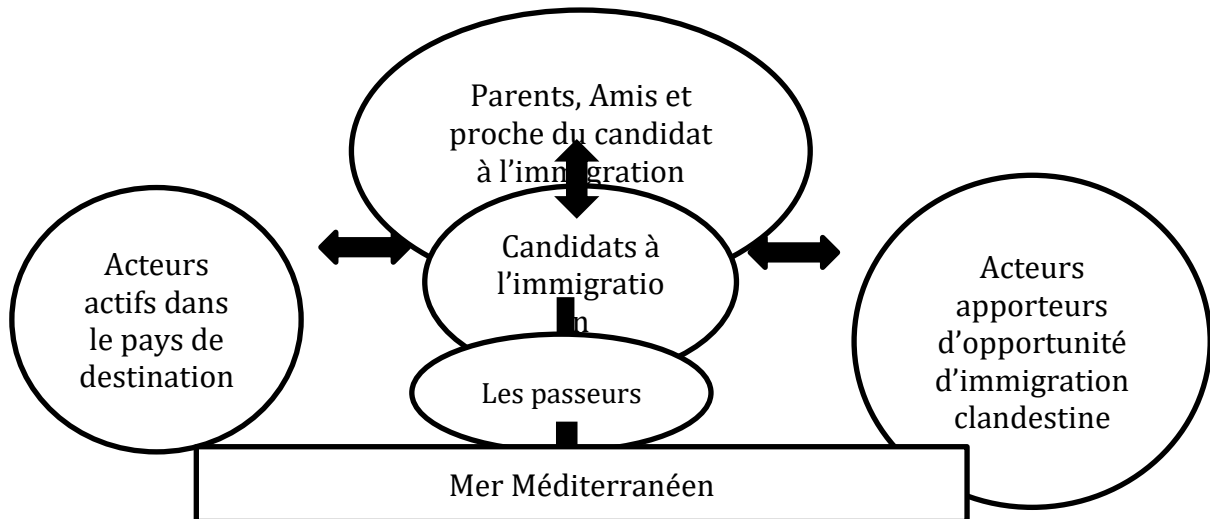 Parents, Amis et
proche du candidat
à l’immigration
Candidats à
l’immigratio
n
Acteurs
actifs dans
le pays de
destination
Acteurs
apporteurs
d’opportunité
d’immigration
clandestine
Les passeurs
Mer Méditerranéen